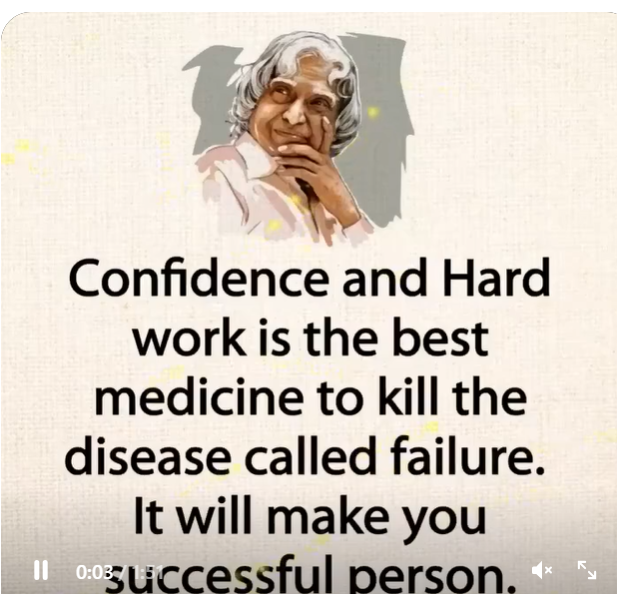 Confidence and Hard
work is the best
medicine to kill the
disease called failure.
It will make you
successful person.
0:03 / 1:51